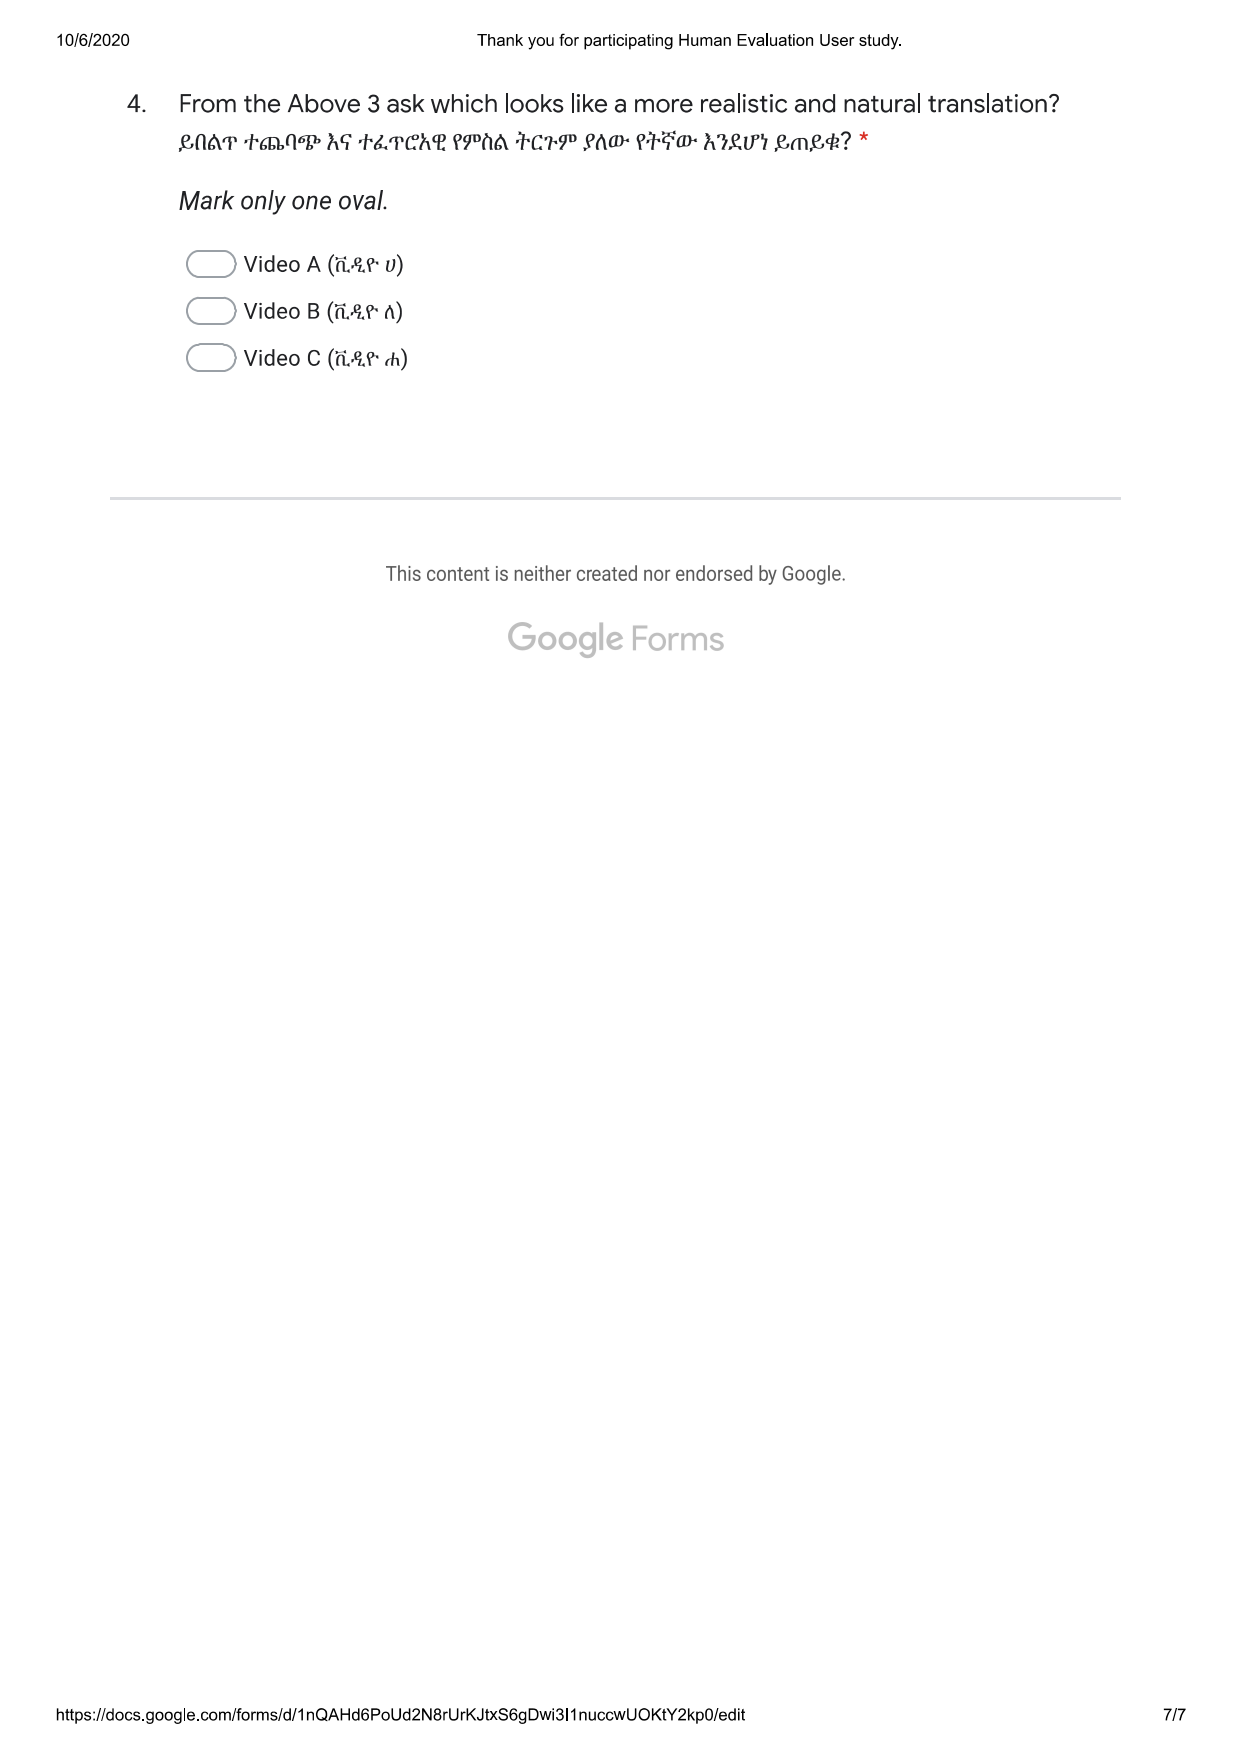 10/6/2020 Thank you for participating Human Evaluation User study.
4. From the Above 3 ask which looks like a more realistic and natural translation?
ይበልጥ ተጨባጭ እና ተፈጥሮአዊ የምስል ትርጉም ያለው የትኛው እንደሆነ ይጠይቁ? *
Mark only one oval.
Video A (ቪዲዮ ሀ)
Video B (ቪዲዮ ለ)
Video C (ቪዲዮ ሐ)
This content is neither created nor endorsed by Google.
Google Forms
https://docs.google.com/forms/d/1nQAHd6PoUd2N8rUrKJtxS6gDwi3I1nuccwUOKtY2kp0/edit 7/7